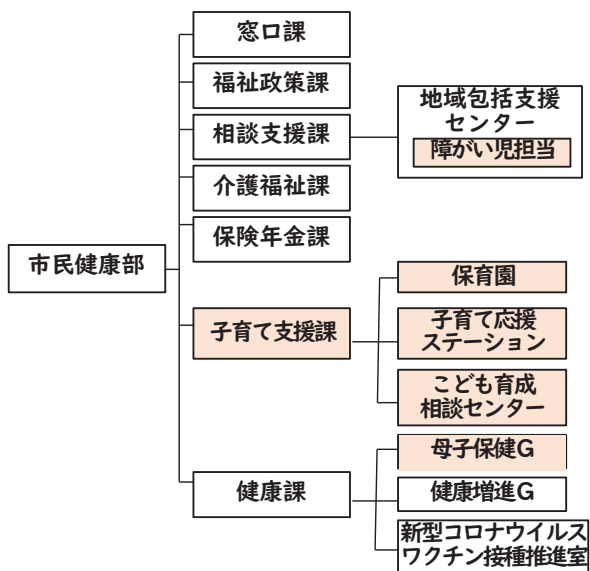 市民健康部
窓口課
福祉政策課
相談支援課
地域包括支援
センター
障がい児担当
介護福祉課
保険年金課
子育て支援課
保育園
子育て応援
ステーション
こども育成
相談センター
健康課
母子保健G
健康増進G
新型コロナウイルス
ワクチン接種推進室